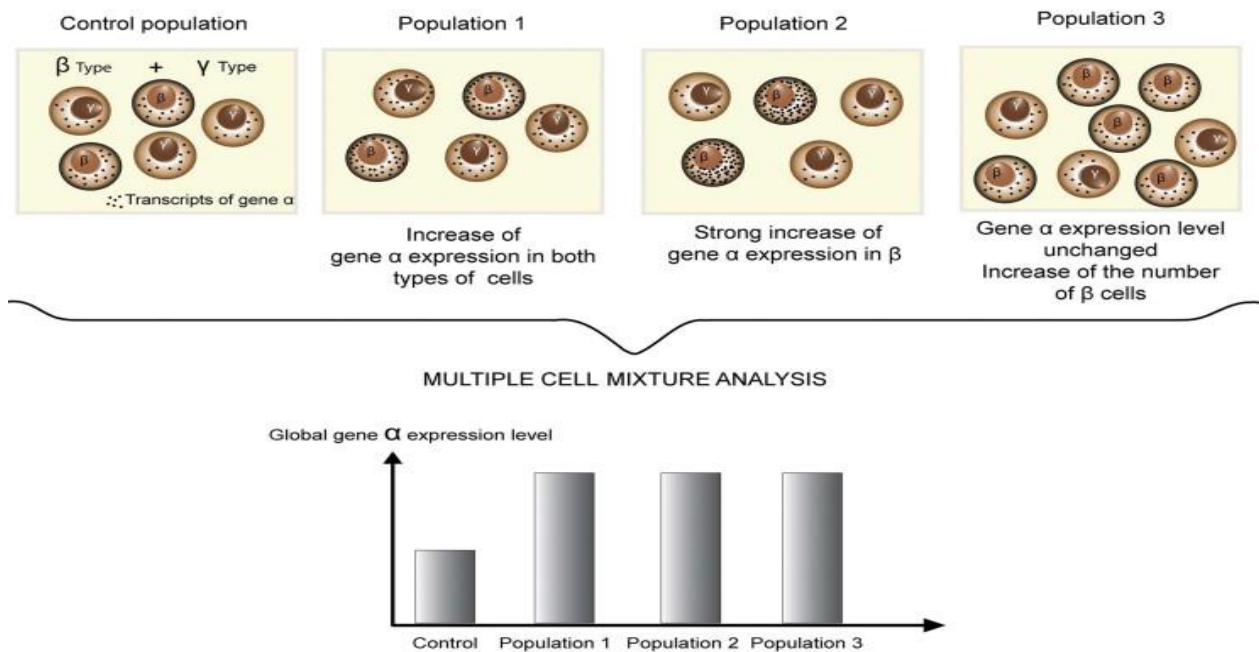 Control population
β Type + γ Type
γ
β
γ
β
γ
Transcripts of gene α
Population 1
γ
β
γ
β
γ
Increase of
gene α expression in both
types of cells
Population 2
γ
β
γ
β
γ
Strong increase of
gene α expression in β
Population 3
β
β
γ
β
γ
β
γ
β
Gene α expression level
unchanged
Increase of the number
of β cells
MULTIPLE CELL MIXTURE ANALYSIS
Global gene α expression level
Control Population 1 Population 2 Population 3